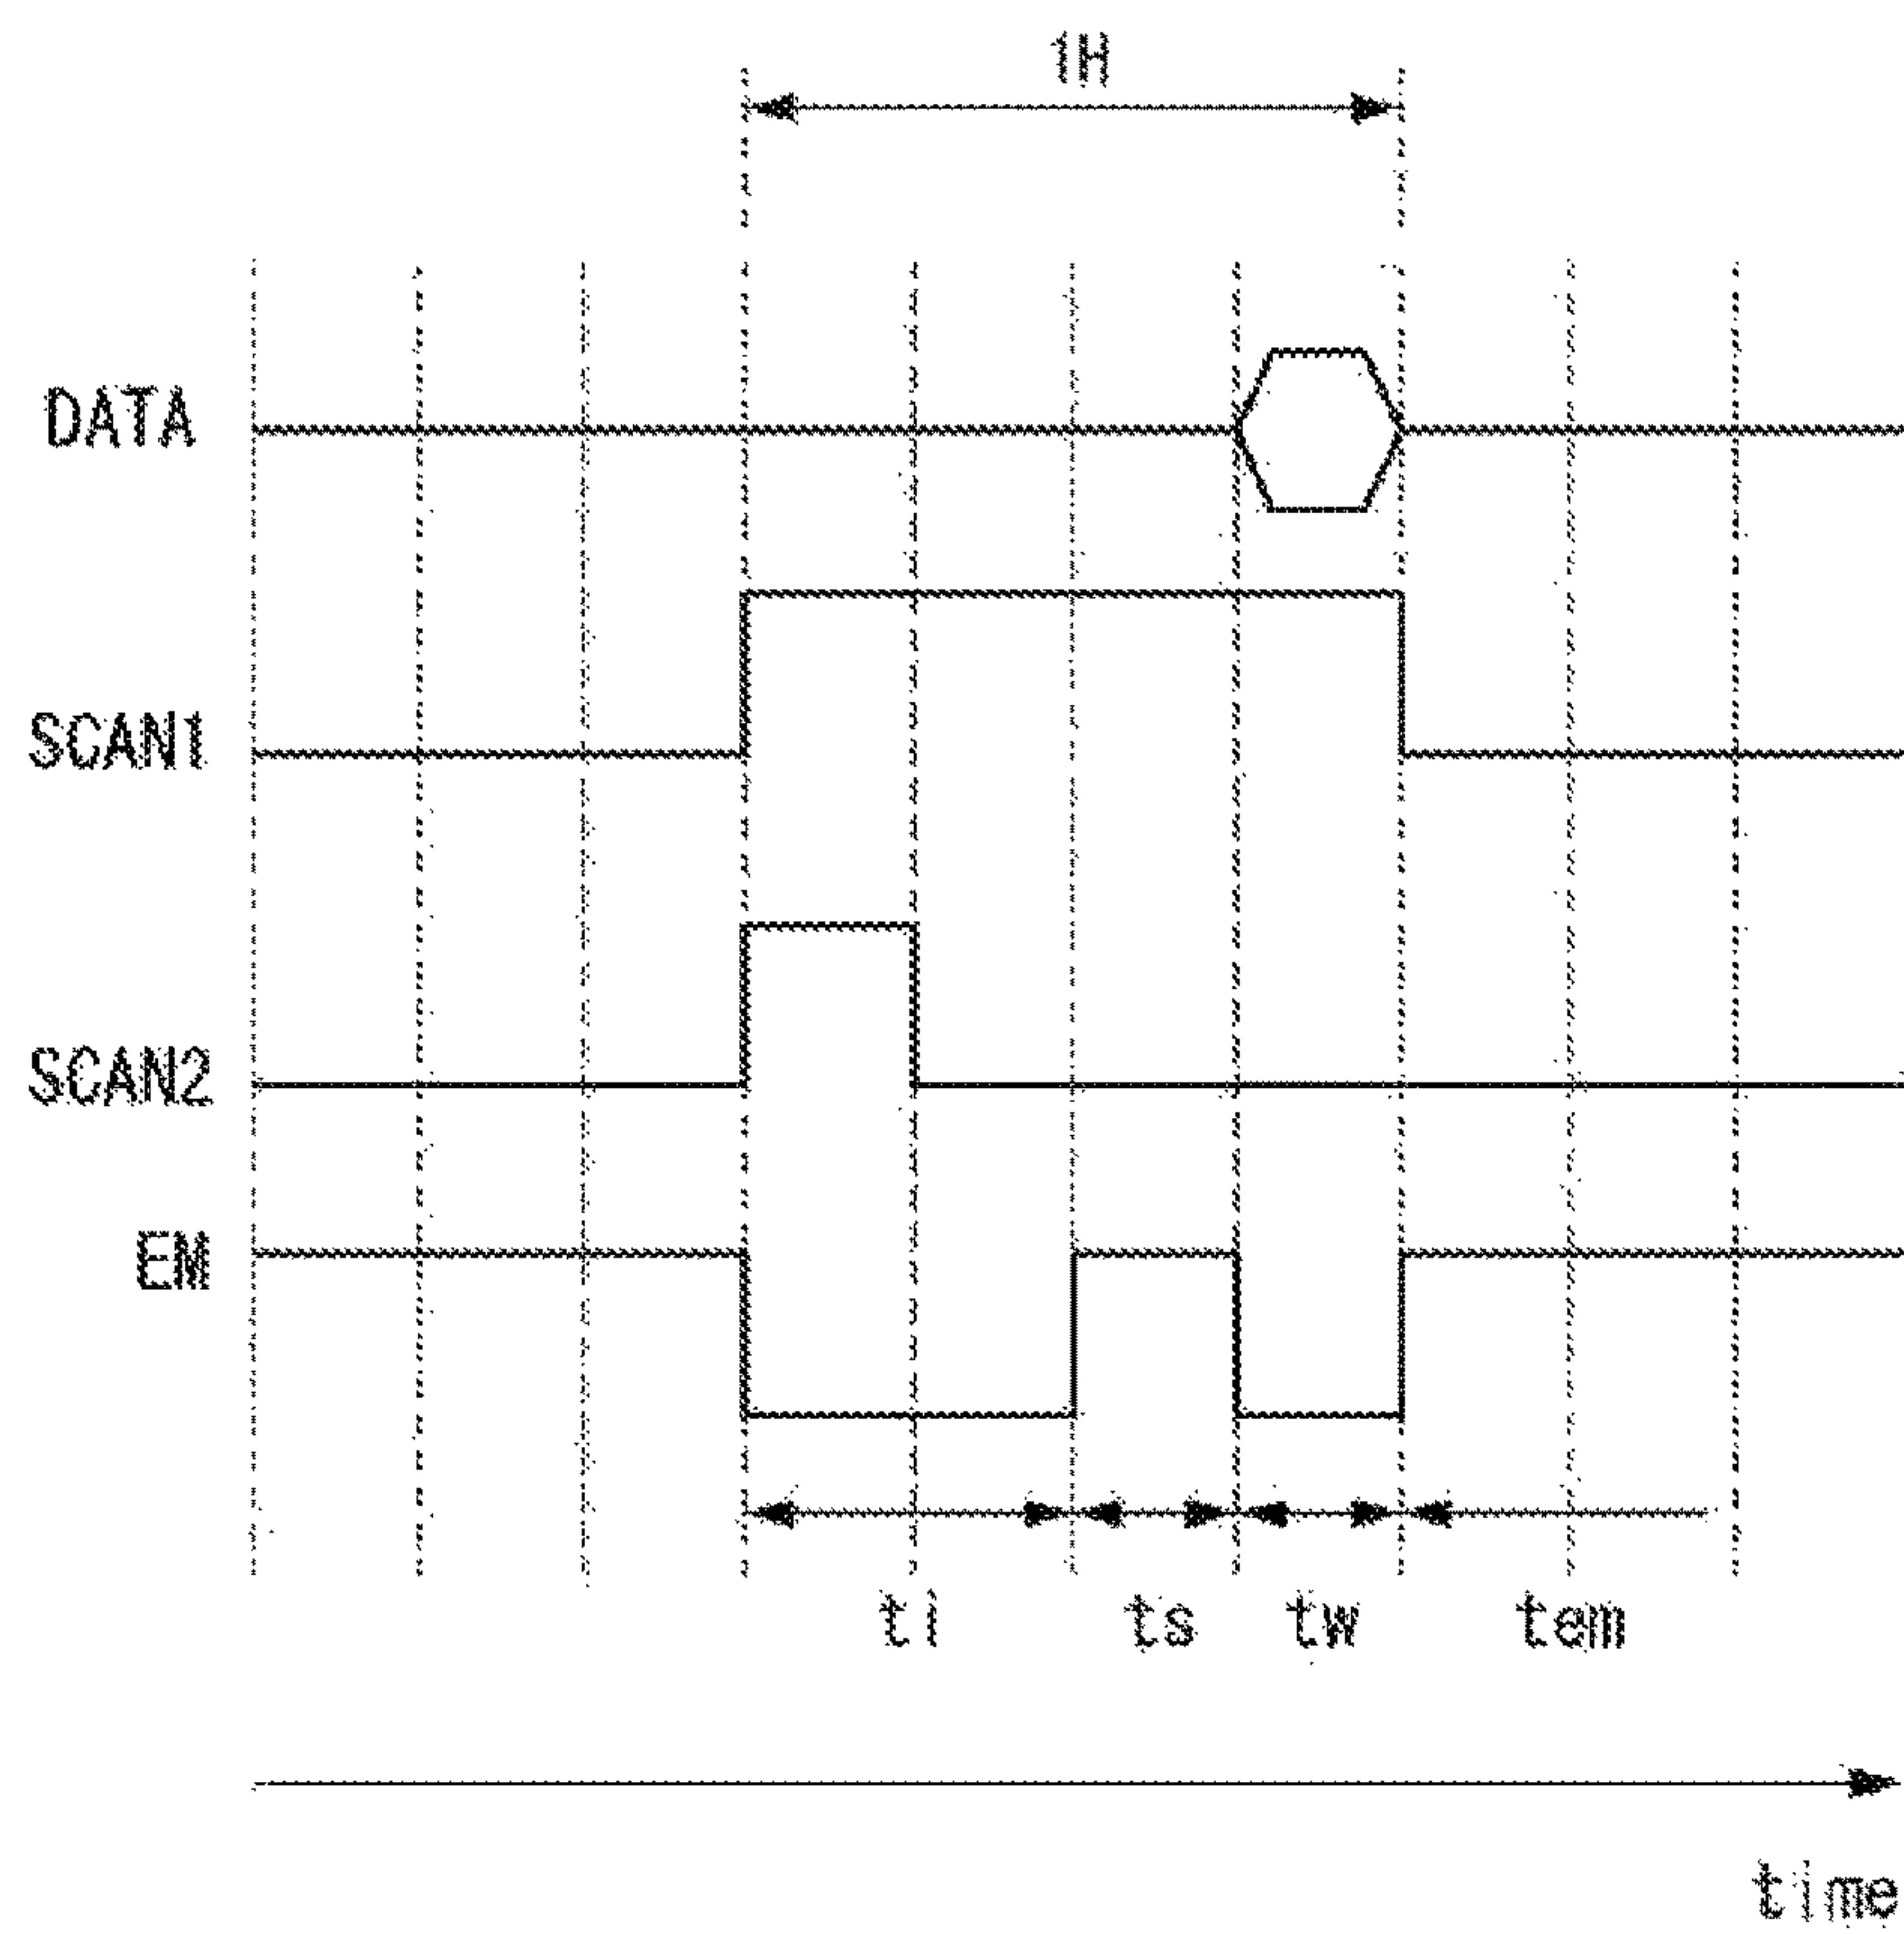 1H
DATA
SCAN1
SCAN2
EM
ti ts tw tem
time